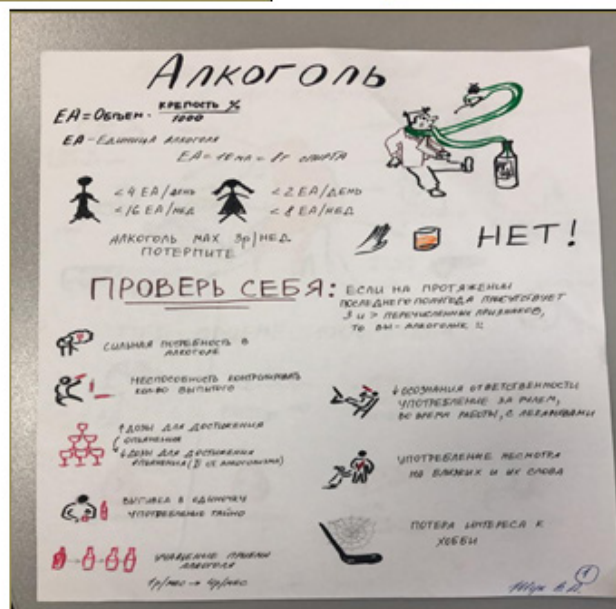 АЛКОГОЛЬ
ЕА = ОБЪЕМ · КРЕПОСТЬ % / 1000
ЕА – ЕДИНИЦА АЛКОГОЛЯ
ЕА = 10 МЛ = 8 Г СПИРТА
< 4 ЕА/ДЕНЬ
< 16 ЕА/НЕД
< 2 ЕА/ДЕНЬ
< 8 ЕА/НЕД
АЛКОГОЛЬ MAX 3р/НЕД
ПОТЕРПИТЕ
НЕТ!
ПРОВЕРЬ СЕБЯ:
ЕСЛИ НА ПРОТЯЖЕНИИ
ПОСЛЕДНЕГО ПОЛУГОДА ПРИСУТСТВУЕТ
3 и > ПЕРЕЧИСЛЕННЫХ ПРИЗНАКОВ,
ТО ВЫ – АЛКОГОЛИК !!
СИЛЬНАЯ ПОТРЕБНОСТЬ В
АЛКОГОЛЕ
НЕСПОСОБНОСТЬ КОНТРОЛИРОВАТЬ
КОЛ-ВО ВЫПИТОГО
↑ ДОЗЫ ДЛЯ ДОСТИЖЕНИЯ
ОПЬЯНЕНИЯ
↓ ДОЗЫ ДЛЯ ДОСТИЖЕНИЯ
ОПЬЯНЕНИЯ АЛКОГОЛИЗМА)
ВЫПИВКА В ОДИНОЧКУ
УПОТРЕБЛЕНИЕ ТАЙНО
УЧАЩЕНИЕ ПРИЕМА
АЛКОГОЛЯ
1р/МЕС → 4р/МЕС
↓ ОСОЗНАНИЯ ОТВЕТСТВЕННОСТИ
УПОТРЕБЛЕНИЕ ЗА РУЛЕМ,
ВО ВРЕМЯ РАБОТЫ, С ЛЕКАРСТВАМИ
УПОТРЕБЛЕНИЕ НЕСМОТРЯ
НА БЛИЗКИХ И ИХ СЛОВА
ПОТЕРЯ ИНТЕРЕСА К
ХОББИ
1